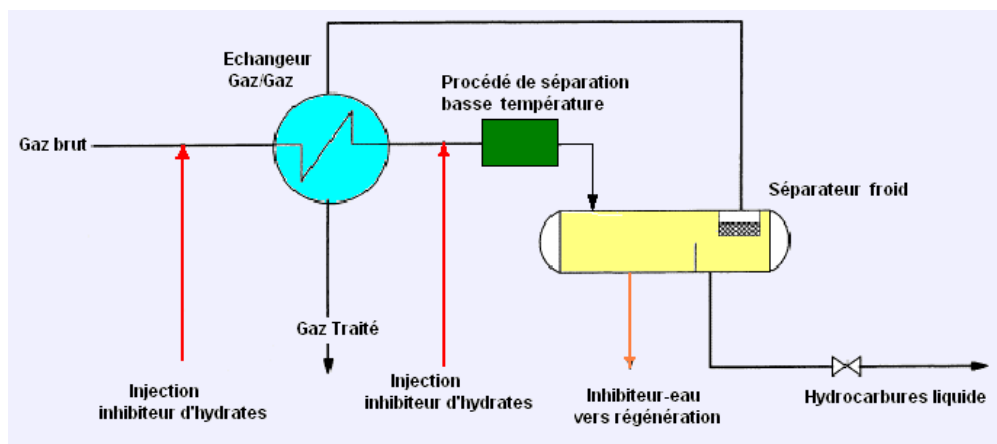 Echangeur
Gaz/Gaz
Procédé de séparation
basse température
Gaz brut
Séparateur froid
Gaz Traité
Injection
inhibiteur d'hydrates
Injection
inhibiteur d'hydrates
Inhibiteur-eau
vers régénération
Hydrocarbures liquide